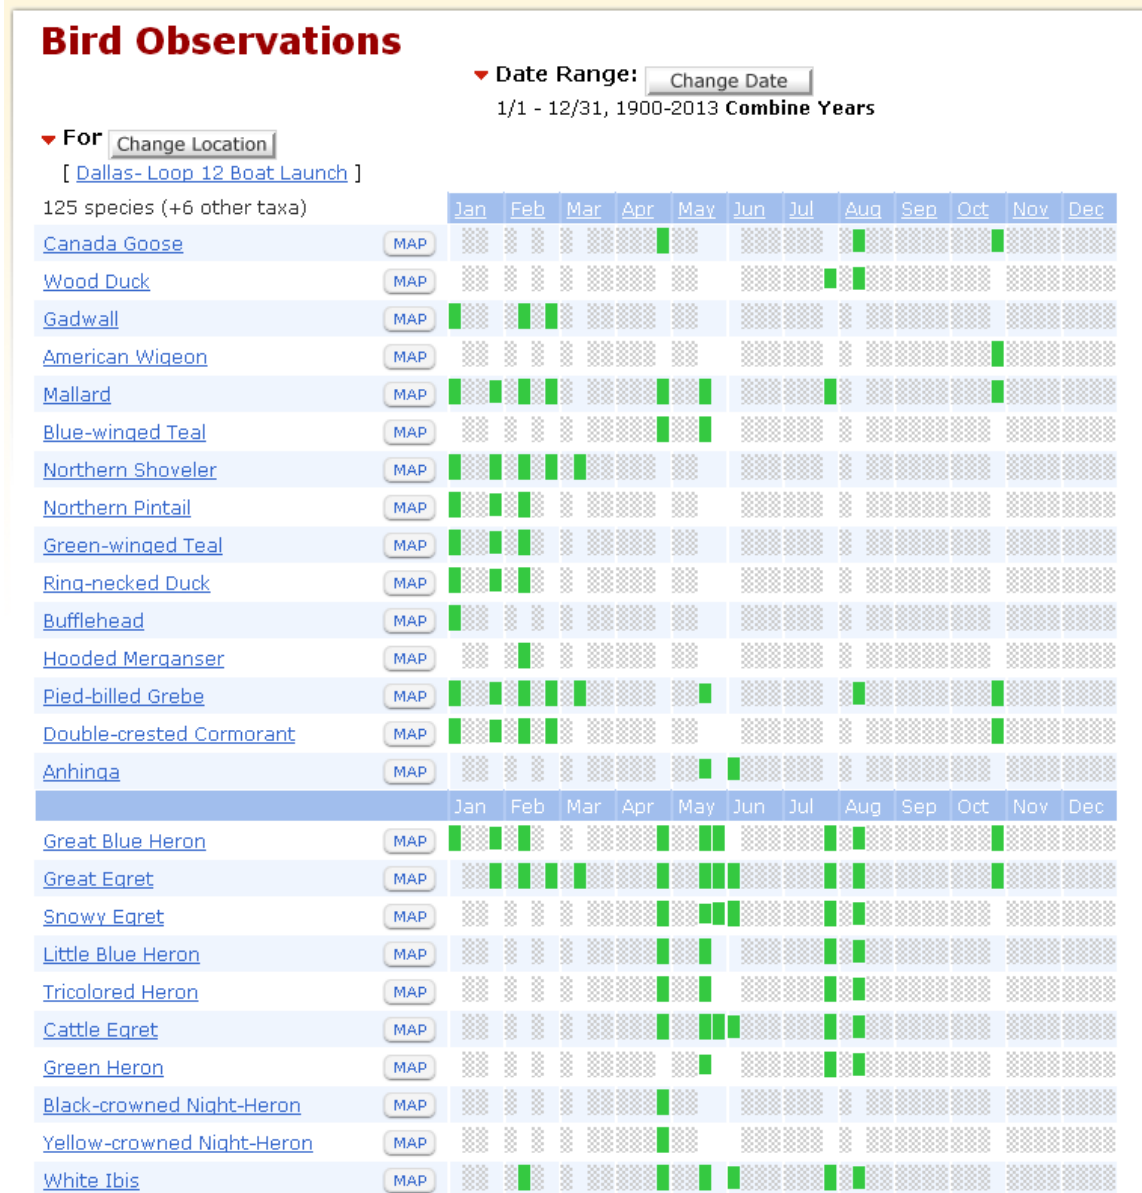 Bird Observations
Date Range: Change Date
1/1 - 12/31, 1900-2013 Combine Years
For Change Location
[ Dallas- Loop 12 Boat Launch ]
125 species (+6 other taxa) Jan Feb Mar Apr May Jun Jul Aug Sep Oct Nov Dec
Canada Goose MAP
Wood Duck MAP
Gadwall MAP
American Wigeon MAP
Mallard MAP
Blue-winged Teal MAP
Northern Shoveler MAP
Northern Pintail MAP
Green-winged Teal MAP
Ring-necked Duck MAP
Bufflehead MAP
Hooded Merganser MAP
Pied-billed Grebe MAP
Double-crested Cormorant MAP
Anhinga MAP
Jan Feb Mar Apr May Jun Jul Aug Sep Oct Nov Dec
Great Blue Heron MAP
Great Egret MAP
Snowy Egret MAP
Little Blue Heron MAP
Tricolored Heron MAP
Cattle Egret MAP
Green Heron MAP
Black-crowned Night-Heron MAP
Yellow-crowned Night-Heron MAP
White Ibis MAP